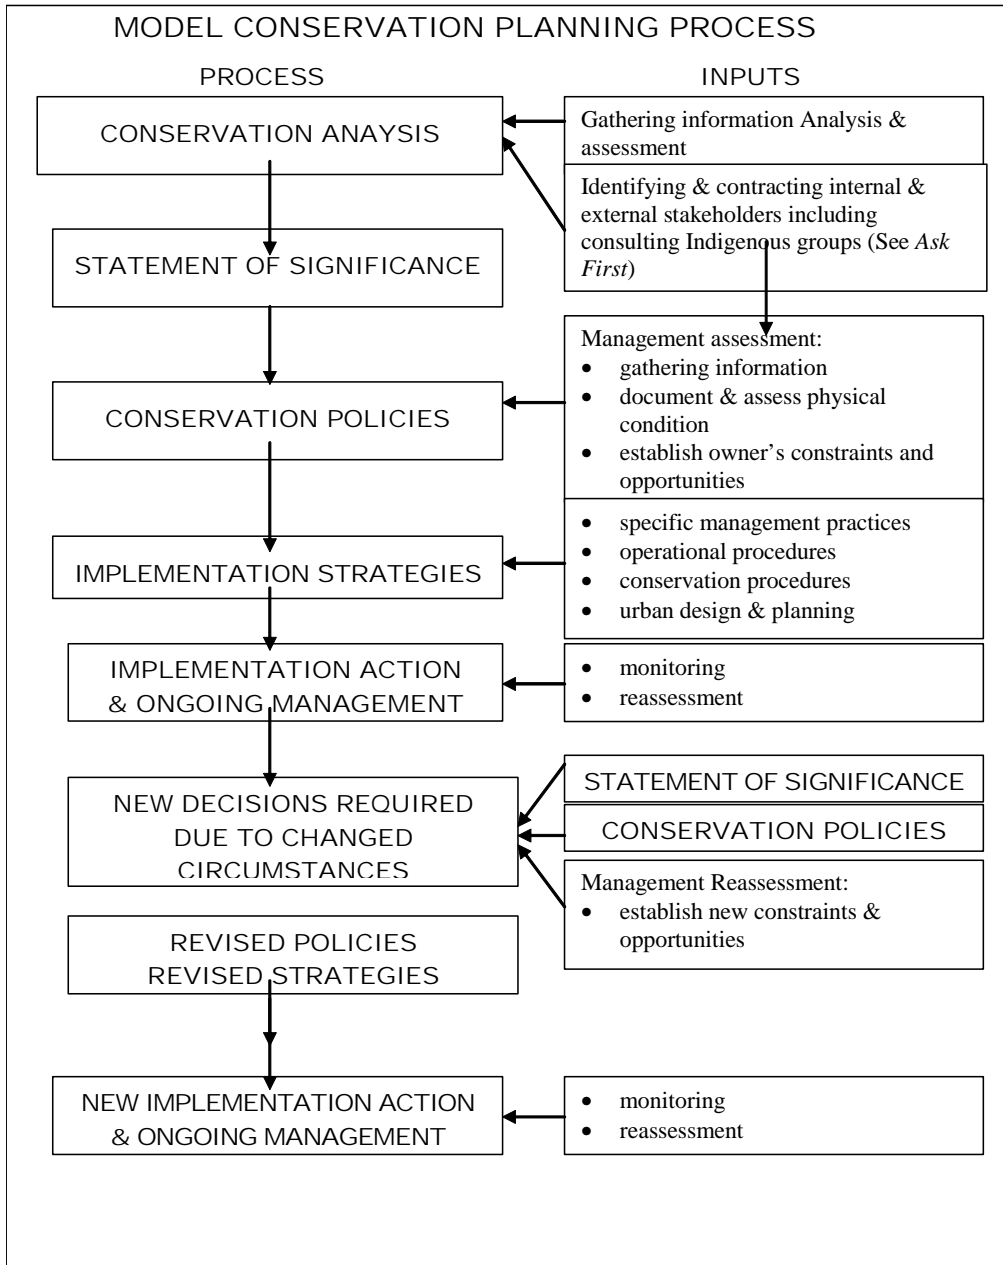 MODEL CONSERVATION PLANNING PROCESS
PROCESS
INPUTS
CONSERVATION ANAYSIS
Gathering information Analysis &
assessment
Identifying & contracting internal &
external stakeholders including
consulting Indigenous groups (See Ask
First)
STATEMENT OF SIGNIFICANCE
Management assessment:
• gathering information
• document & assess physical
condition
• establish owner’s constraints and
opportunities
CONSERVATION POLICIES
• specific management practices
• operational procedures
• conservation procedures
• urban design & planning
IMPLEMENTATION STRATEGIES
IMPLEMENTATION ACTION
& ONGOING MANAGEMENT
• monitoring
• reassessment
NEW DECISIONS REQUIRED
DUE TO CHANGED
CIRCUMSTANCES
STATEMENT OF SIGNIFICANCE
CONSERVATION POLICIES
Management Reassessment:
• establish new constraints &
opportunities
REVISED POLICIES
REVISED STRATEGIES
NEW IMPLEMENTATION ACTION
& ONGOING MANAGEMENT
• monitoring
• reassessment